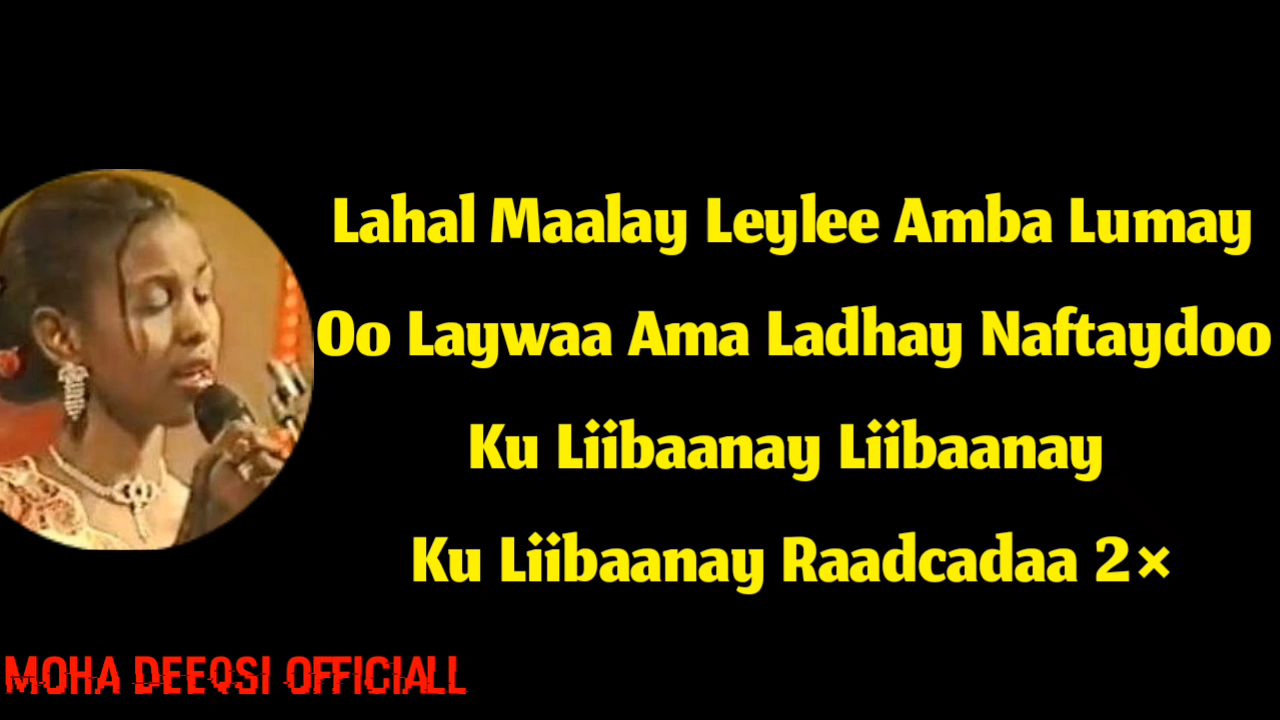 Lahal Maalay Leylee Amba Lumay
Oo Laywaa Ama Ladhay Naftaydoo
Ku Liibaanay Liibaanay
Ku Liibaanay Raadcadaa 2×
MOHA DEEQSI OFFICIALL